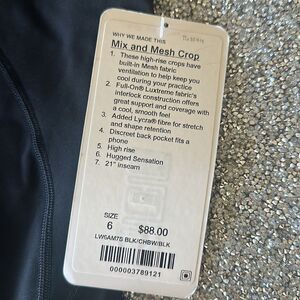 WHY WE MADE THIS
Mix and Mesh Crop
1. These high-rise crops have
built-in Mesh fabric
ventilation to help keep you
cool during your practice
2. Full-On® Luxtreme fabric's
interlock construction offers
great support and coverage with
a cool, smooth feel
3. Added Lycra® fibre for stretch
and shape retention
4. Discreet back pocket fits a
phone
5. High rise
6. Hugged Sensation
7. 21" inseam
SIZE
6 $88.00
LW6AM7S BLK/CHBW/BLK
000003789121